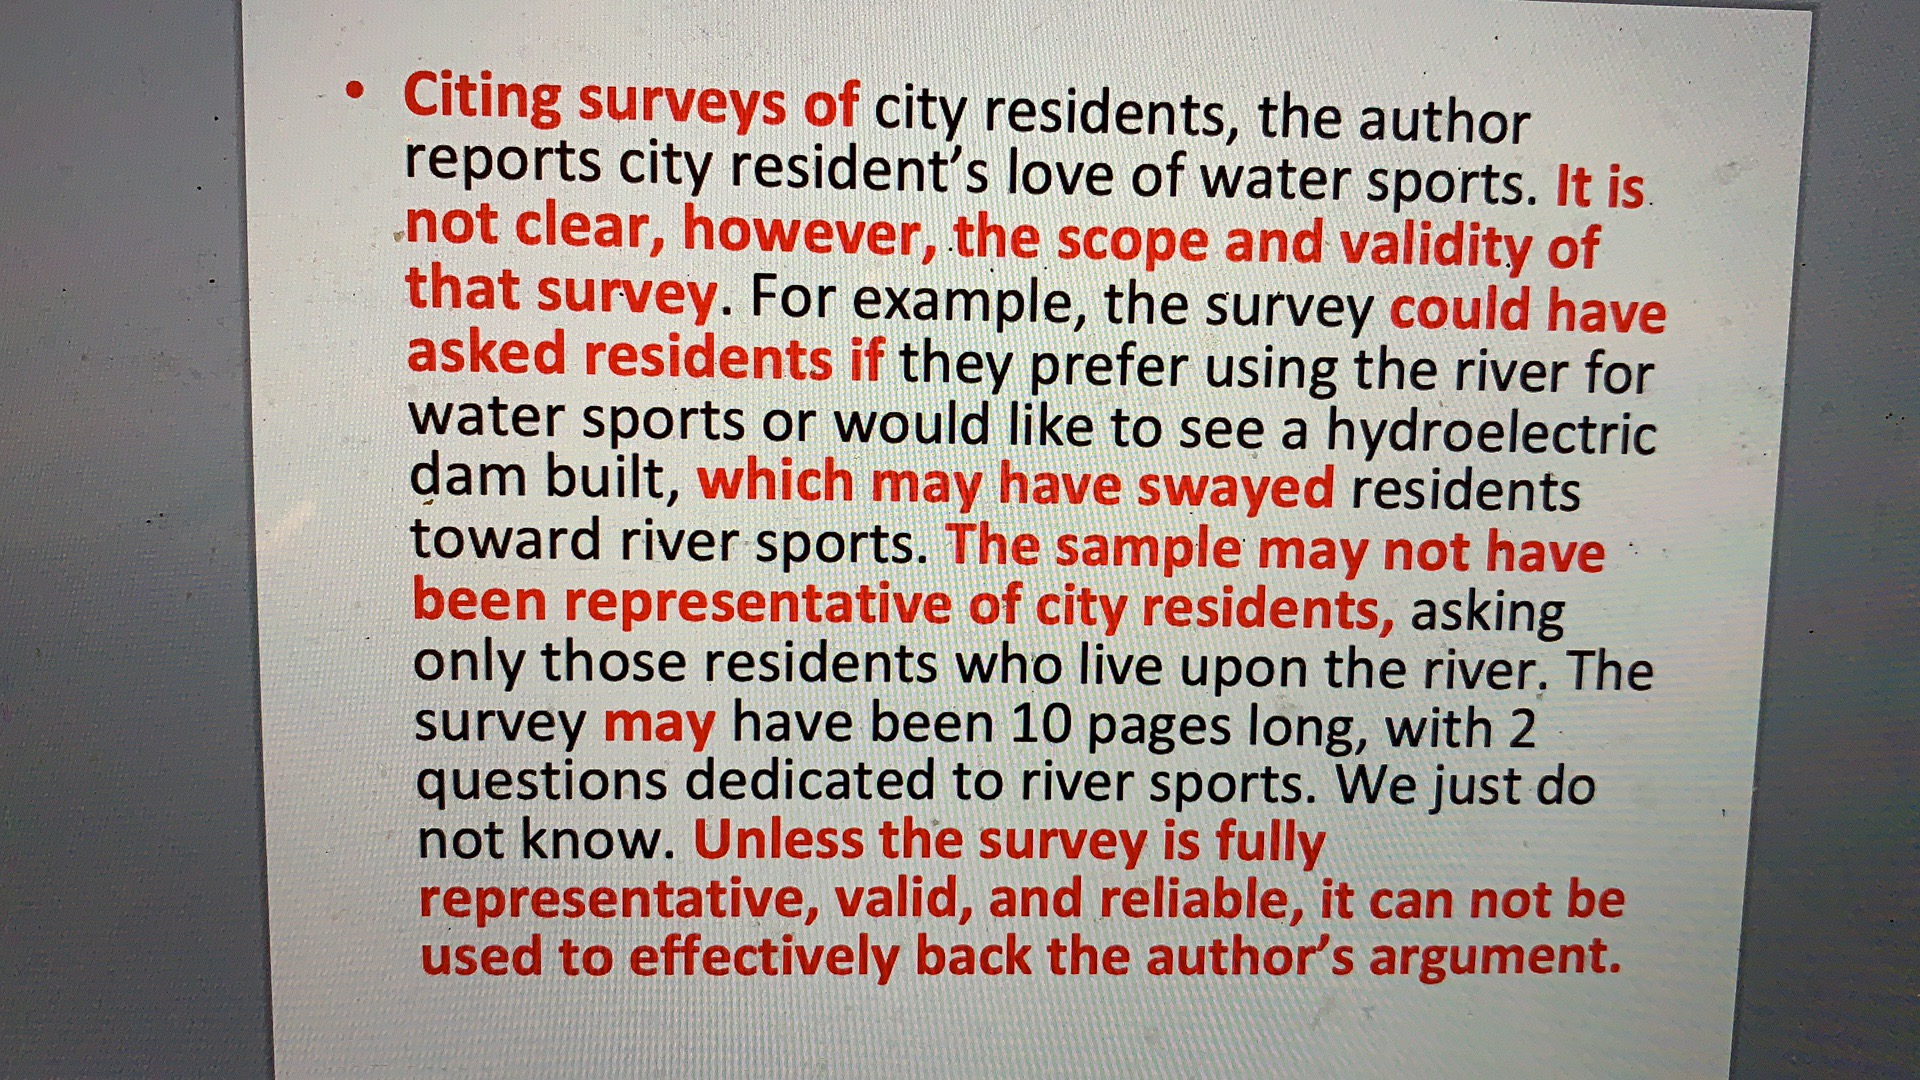 • Citing surveys of city residents, the author
reports city resident's love of water sports. It is
not clear, however, the scope and validity of
that survey. For example, the survey could have
asked residents if they prefer using the river for
water sports or would like to see a hydroelectric
dam built, which may have swayed residents
toward river sports. The sample may not have
been representative of city residents, asking
only those residents who live upon the river. The
survey may have been 10 pages long, with 2
questions dedicated to river sports. We just do
not know. Unless the survey is fully
representative, valid, and reliable, it can not be
used to effectively back the author's argument.